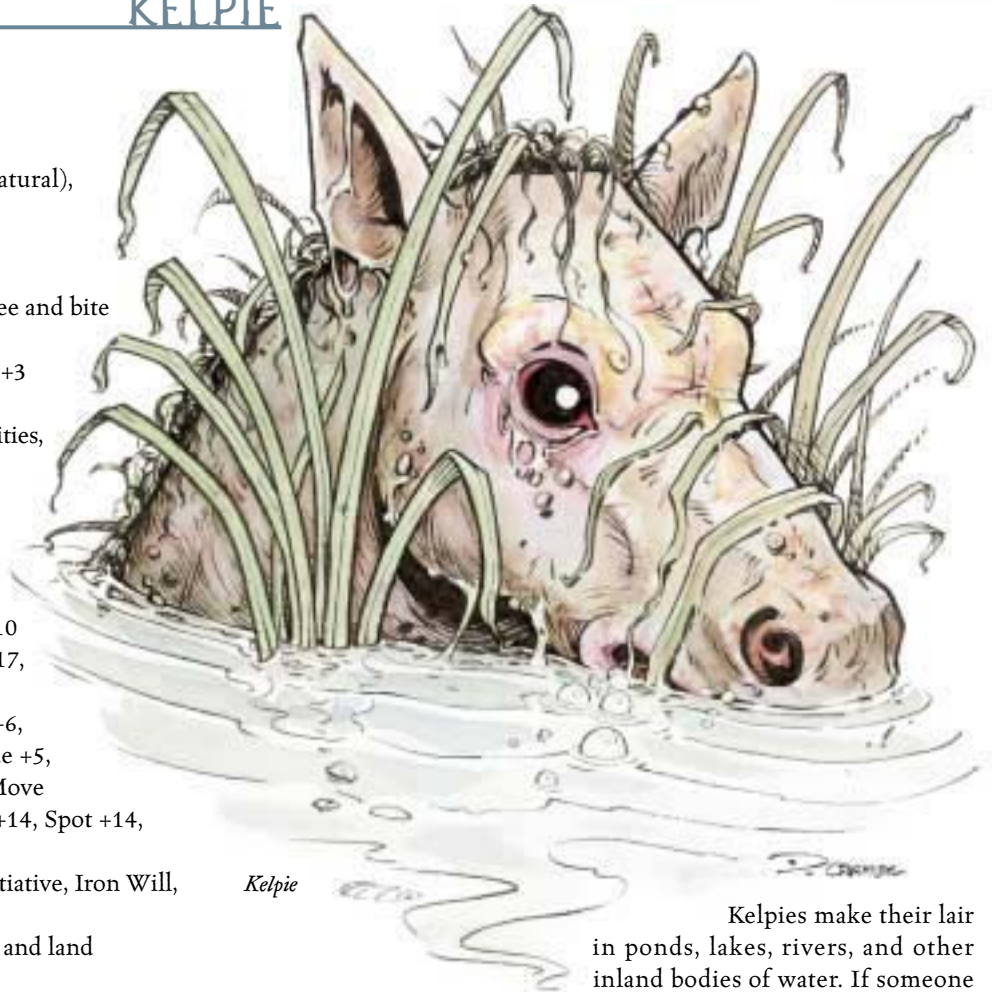 KELPIE
atural),
ee and bite
+3
ities,
10
17,
-6,
e +5,
Move
+14, Spot +14,
tiative, Iron Will,
and land
Kelpie
Kelpies make their lair
in ponds, lakes, rivers, and other
inland bodies of water. If someone